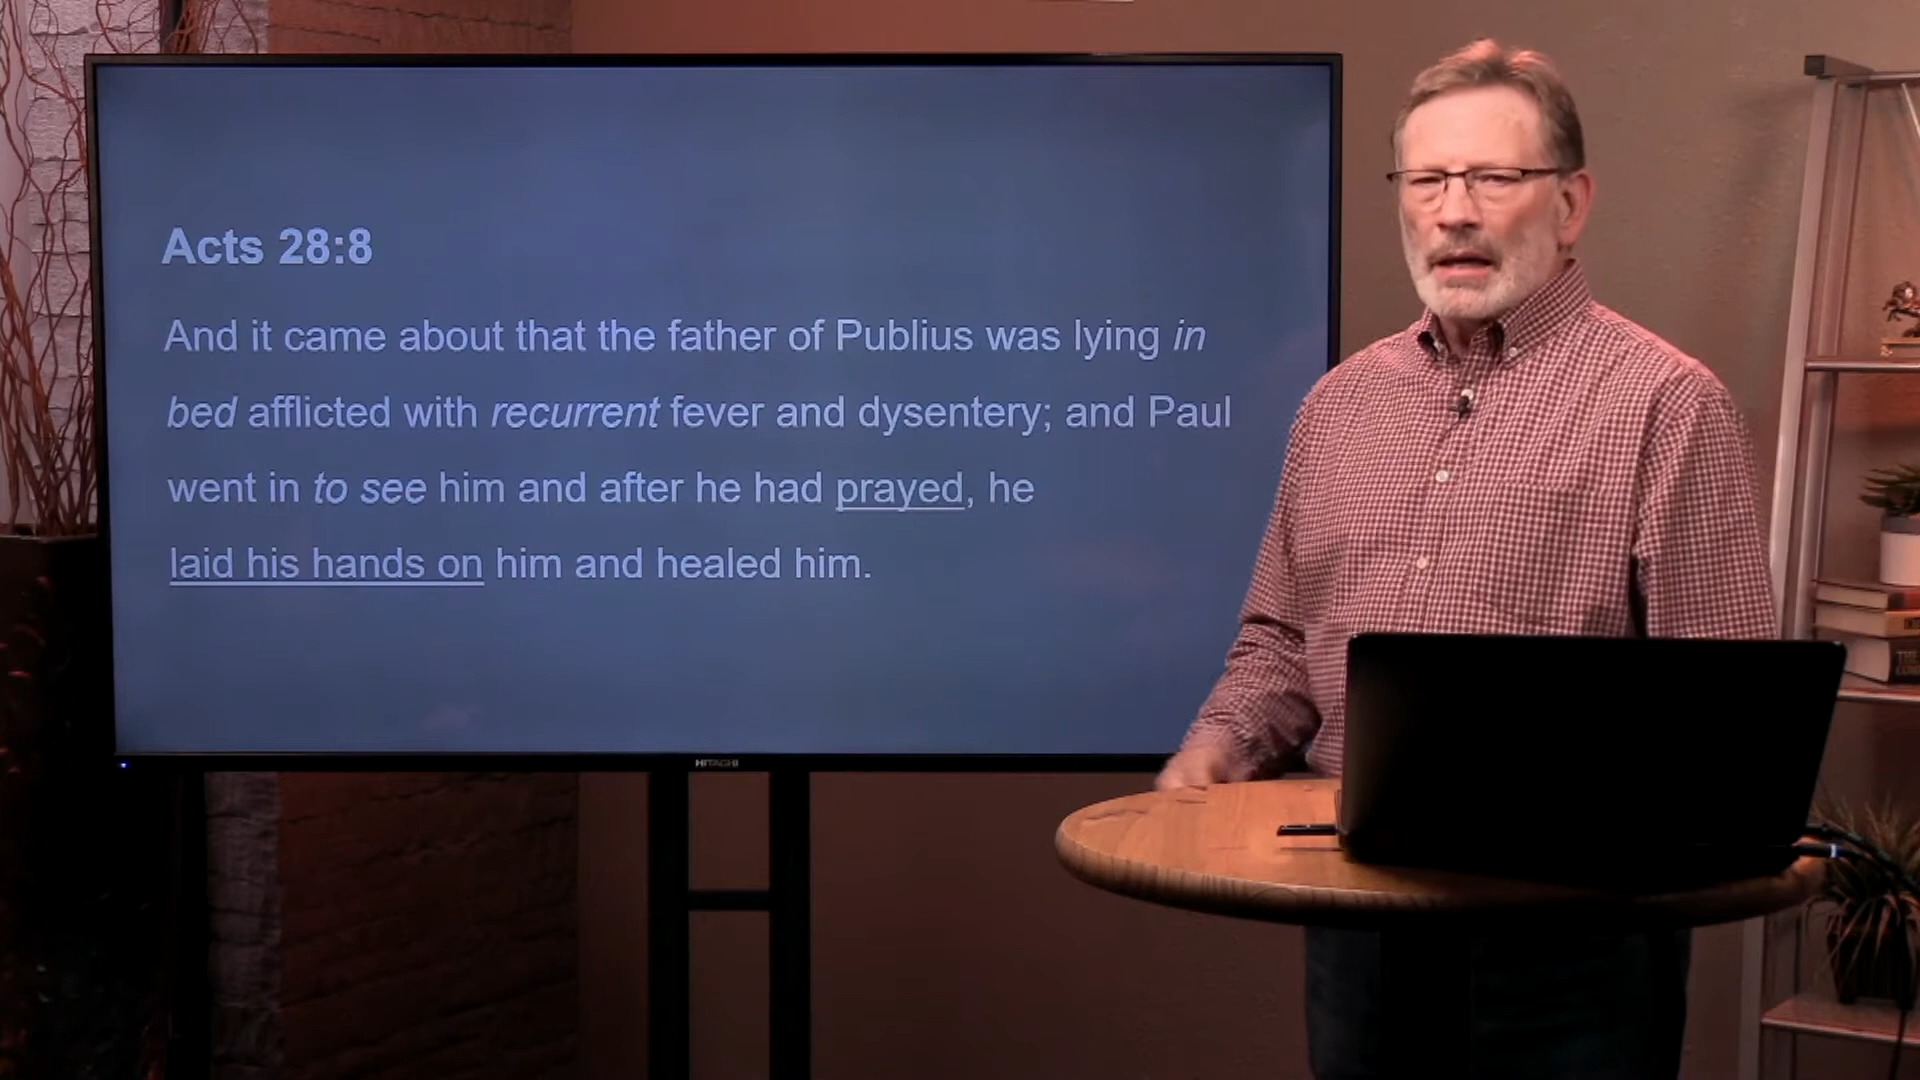 Acts 28:8
And it came about that the father of Publius was lying in
bed afflicted with recurrent fever and dysentery; and Paul
went in to see him and after he had prayed, he
laid his hands on him and healed him.
HITACHI
THE